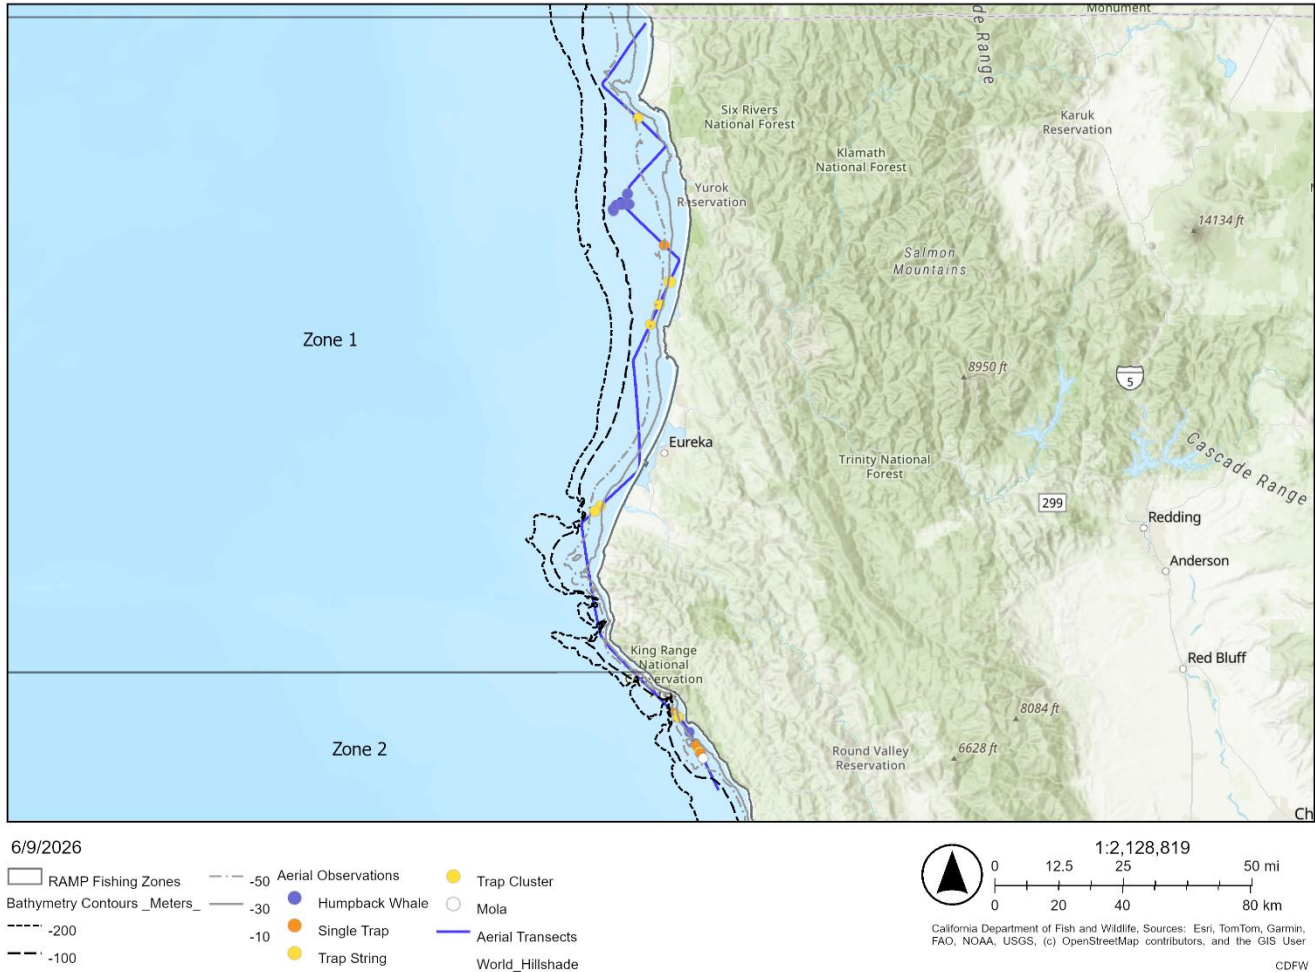 de Range
Monument
Six Rivers
National Forest
Karuk
Reservation
Klamath
National Forest
Yurok
Reservation
14134 ft
Salmon
Mountains
Zone 1
8950 ft
5
Eureka
Cascade Range
Trinity National
Forest
299
Redding
Anderson
King Range
National
Conservation
Red Bluff
8084 ft
Zone 2
Round Valley
Reservation
6628 ft
Ch
6/9/2026
RAMP Fishing Zones
Bathymetry Contours _Meters_
-200
-100
-50
-30
-10
Aerial Observations
Humpback Whale
Single Trap
Trap String
Trap Cluster
Mola
Aerial Transects
World_Hillshade
1:2,128,819
0 12.5 25 50 mi
0 20 40 80 km
California Department of Fish and Wildlife, Sources: Esri, TomTom, Garmin,
FAO, NOAA, USGS, (c) OpenStreetMap contributors, and the GIS User
CDFW